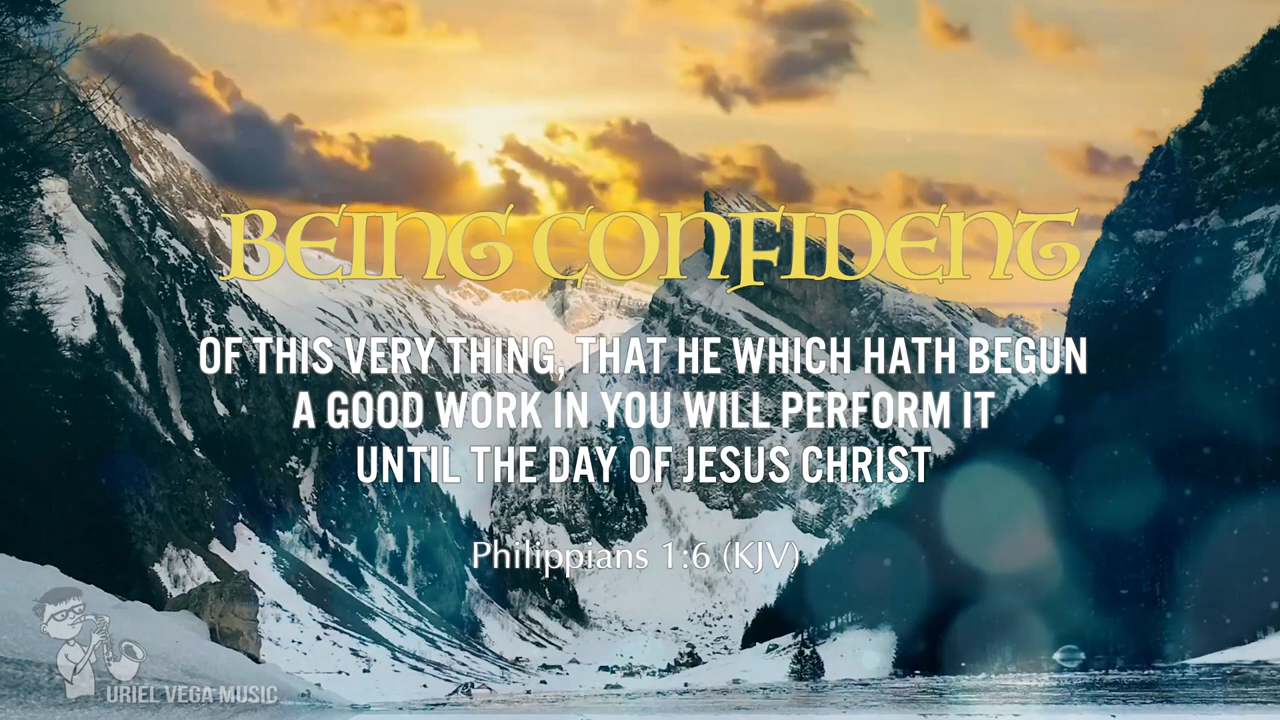 BEING CONFIDENT
OF THIS VERY THING, THAT HE WHICH HATH BEGUN
A GOOD WORK IN YOU WILL PERFORM IT
UNTIL THE DAY OF JESUS CHRIST
Philippians 1:6 (KJV)
URIEL VEGA MUSIC